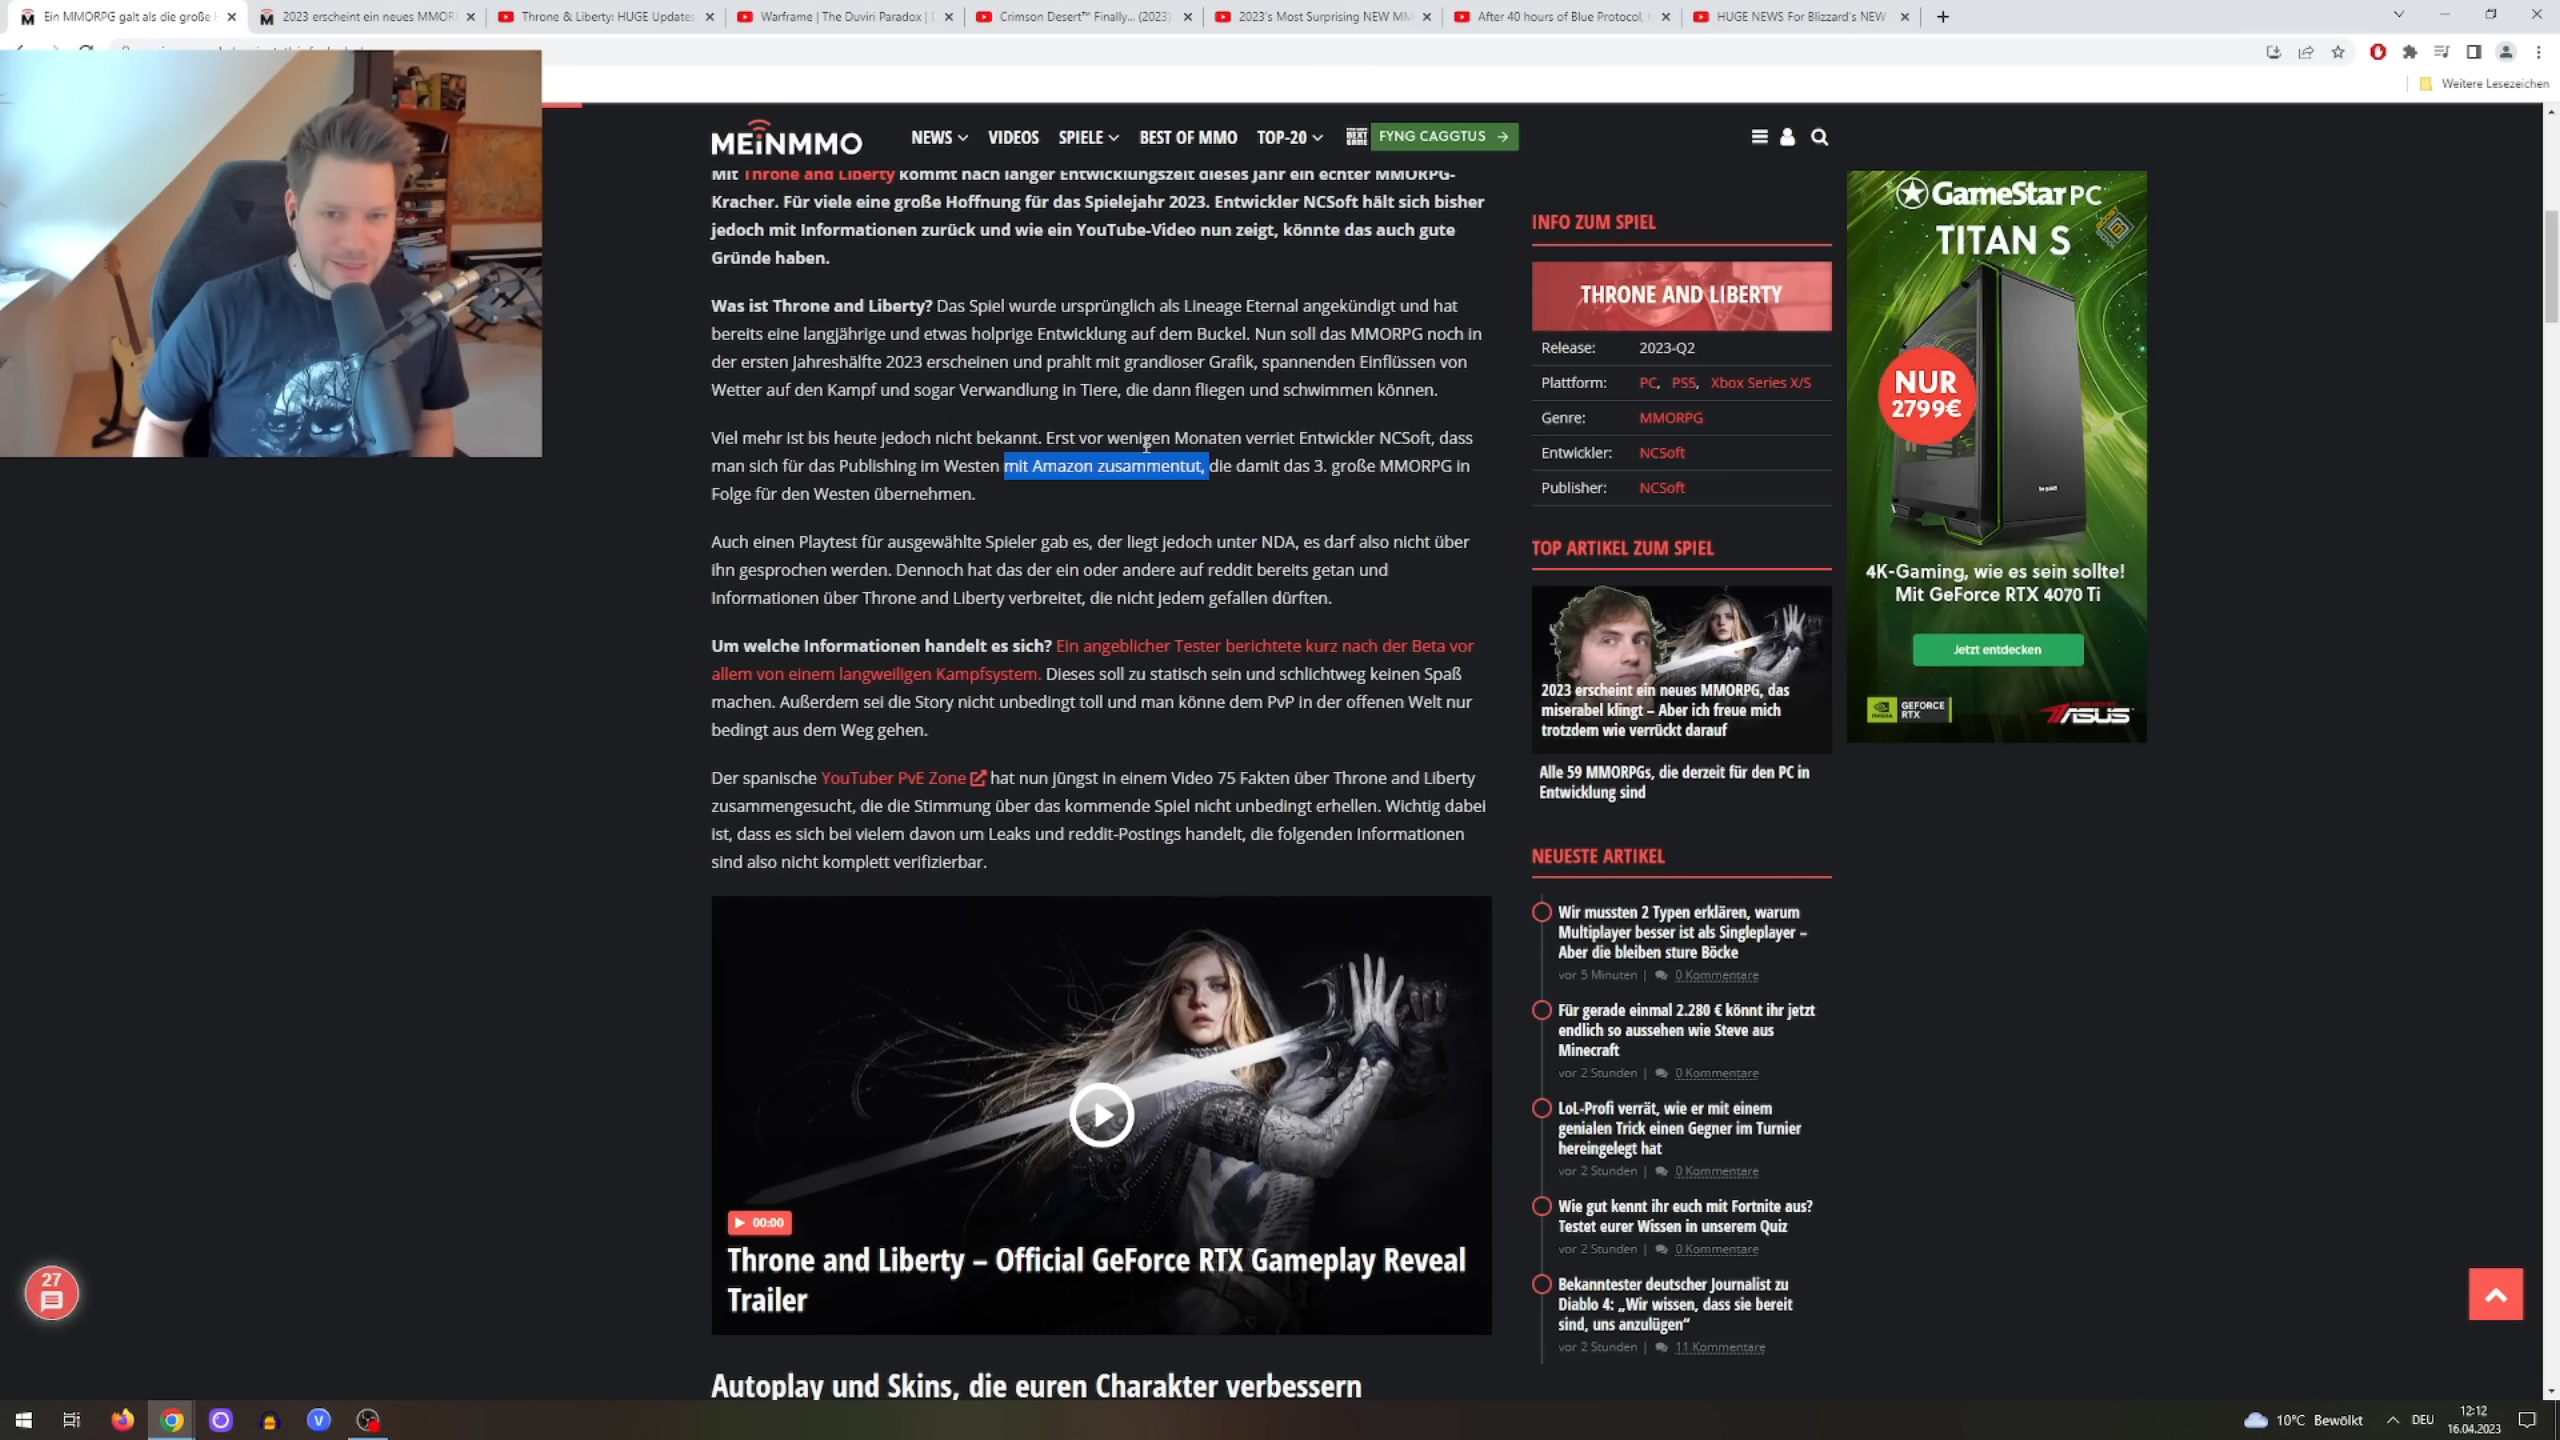 Ein MMORPG galt als die große H
2023 erscheint ein neues MMOR
Throne & Liberty: HUGE Updates
Warframe | The Duviri Paradox |
Crimson Desert™ Finally... (2023)
2023's Most Surprising NEW MM
After 40 hours of Blue Protocol,
HUGE NEWS For Blizzard's NEW
Weitere Lesezeichen
MEiNMMO
NEWS
VIDEOS
SPIELE
BEST OF MMO
TOP-20
FYNG CAGGTUS
Mit Throne and Liberty kommt nach langer Entwicklungszeit dieses Jahr ein echter MMORPG-
Kracher. Für viele eine große Hoffnung für das Spielejahr 2023. Entwickler NCSoft hält sich bisher
jedoch mit Informationen zurück und wie ein YouTube-Video nun zeigt, könnte das auch gute
Gründe haben.
Was ist Throne and Liberty? Das Spiel wurde ursprünglich als Lineage Eternal angekündigt und hat
bereits eine langjährige und etwas holprige Entwicklung auf dem Buckel. Nun soll das MMORPG noch in
der ersten Jahreshälfte 2023 erscheinen und prahlt mit grandioser Grafik, spannenden Einflüssen von
Wetter auf den Kampf und sogar Verwandlung in Tiere, die dann fliegen und schwimmen können.
Viel mehr ist bis heute jedoch nicht bekannt. Erst vor wenigen Monaten verriet Entwickler NCSoft, dass
man sich für das Publishing im Westen mit Amazon zusammentut, die damit das 3. große MMORPG in
Folge für den Westen übernehmen.
Auch einen Playtest für ausgewählte Spieler gab es, der liegt jedoch unter NDA, es darf also nicht über
ihn gesprochen werden. Dennoch hat das der ein oder andere auf reddit bereits getan und
Informationen über Throne and Liberty verbreitet, die nicht jedem gefallen dürften.
Um welche Informationen handelt es sich? Ein angeblicher Tester berichtete kurz nach der Beta vor
allem von einem langweiligen Kampfsystem. Dieses soll zu statisch sein und schlichtweg keinen Spaß
machen. Außerdem sei die Story nicht unbedingt toll und man könne dem PvP in der offenen Welt nur
bedingt aus dem Weg gehen.
Der spanische YouTuber PvE Zone hat nun jüngst in einem Video 75 Fakten über Throne and Liberty
zusammengesucht, die die Stimmung über das kommende Spiel nicht unbedingt erhellen. Wichtig dabei
ist, dass es sich bei vielem davon um Leaks und reddit-Postings handelt, die folgenden Informationen
sind also nicht komplett verifizierbar.
00:00
Throne and Liberty – Official GeForce RTX Gameplay Reveal
Trailer
Autoplay und Skins, die euren Charakter verbessern
INFO ZUM SPIEL
THRONE AND LIBERTY
Release: 2023-Q2
Plattform: PC, PS5, Xbox Series X/S
Genre: MMORPG
Entwickler: NCSoft
Publisher: NCSoft
TOP ARTIKEL ZUM SPIEL
2023 erscheint ein neues MMORPG, das
miserabel klingt – Aber ich freue mich
trotzdem wie verrückt darauf
Alle 59 MMORPGs, die derzeit für den PC in
Entwicklung sind
NEUESTE ARTIKEL
Wir mussten 2 Typen erklären, warum
Multiplayer besser ist als Singleplayer –
Aber die bleiben sture Böcke
vor 5 Minuten | 0 Kommentare
Für gerade einmal 2.280 € könnt ihr jetzt
endlich so aussehen wie Steve aus
Minecraft
vor 2 Stunden | 0 Kommentare
LoL-Profi verrät, wie er mit einem
genialen Trick einen Gegner im Turnier
hereingelegt hat
vor 2 Stunden | 0 Kommentare
Wie gut kennt ihr euch mit Fortnite aus?
Testet eurer Wissen in unserem Quiz
vor 2 Stunden | 0 Kommentare
Bekanntester deutscher Journalist zu
Diablo 4: „Wir wissen, dass sie bereit
sind, uns anzulügen“
vor 2 Stunden | 11 Kommentare
GameStar PC
TITAN S
NUR
2799€
be quiet!
4K-Gaming, wie es sein sollte!
Mit GeForce RTX 4070 Ti
Jetzt entdecken
NVIDIA
GEFORCE
RTX
ASUS
27
10°C Bewölkt
DEU
12:12
16.04.2023